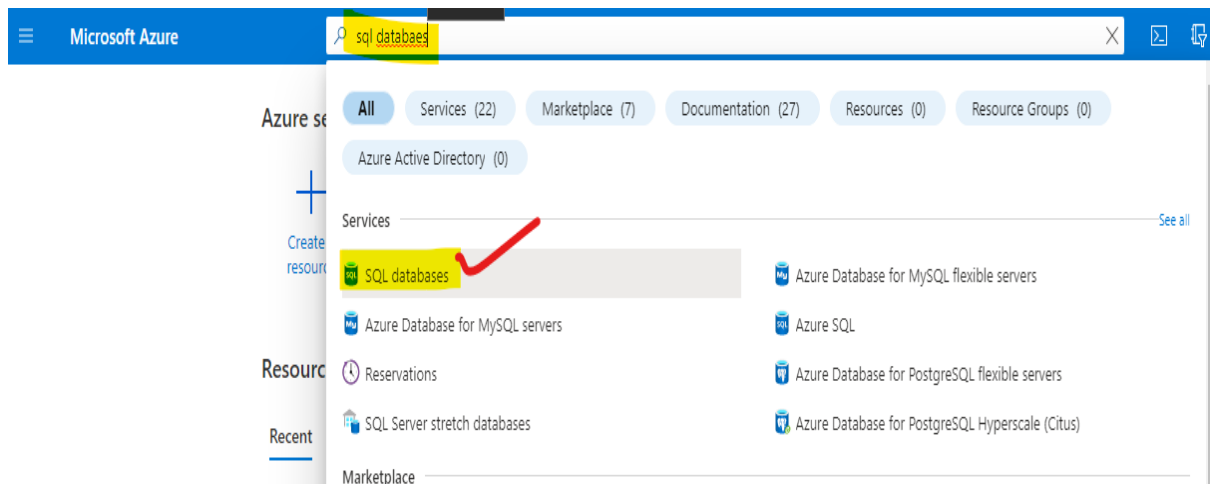 Microsoft Azure
sql databaes
Azure se
All Services (22) Marketplace (7) Documentation (27) Resources (0) Resource Groups (0)
Azure Active Directory (0)
Services See all
Create
resourc
SQL databases Azure Database for MySQL flexible servers
Azure Database for MySQL servers Azure SQL
Resourc
Reservations Azure Database for PostgreSQL flexible servers
SQL Server stretch databases Azure Database for PostgreSQL Hyperscale (Citus)
Recent
Marketplace